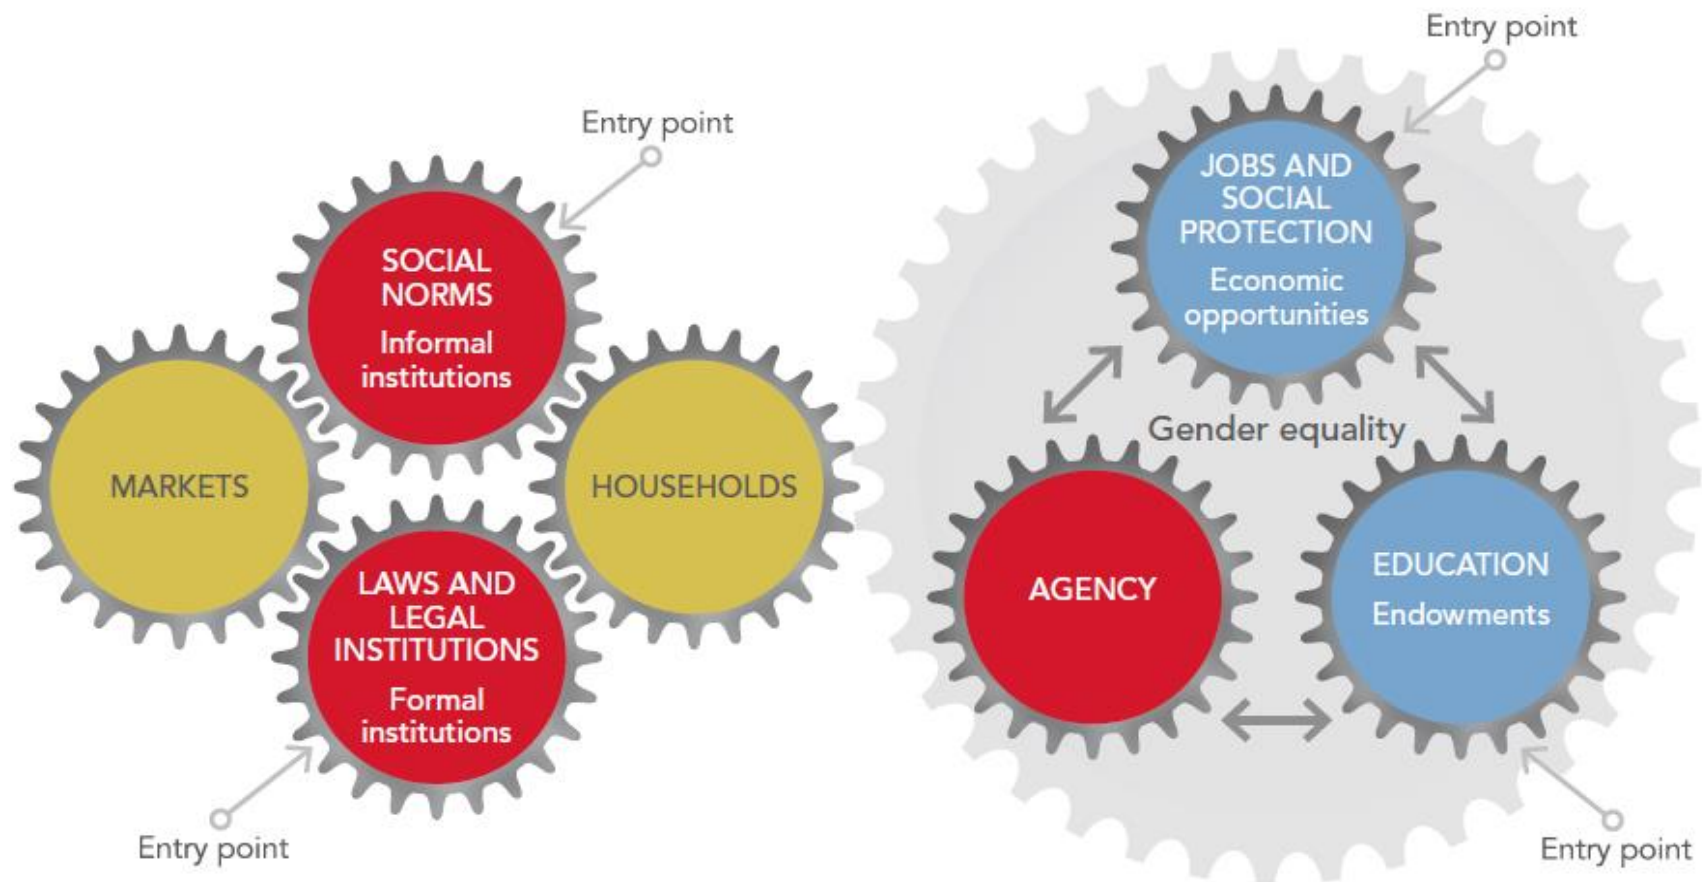 Entry point
Entry point
SOCIAL
NORMS
Informal
institutions
MARKETS
HOUSEHOLDS
LAWS AND
LEGAL
INSTITUTIONS
Formal
institutions
Entry point
JOBS AND
SOCIAL
PROTECTION
Economic
opportunities
Gender equality
AGENCY
EDUCATION
Endowments
Entry point